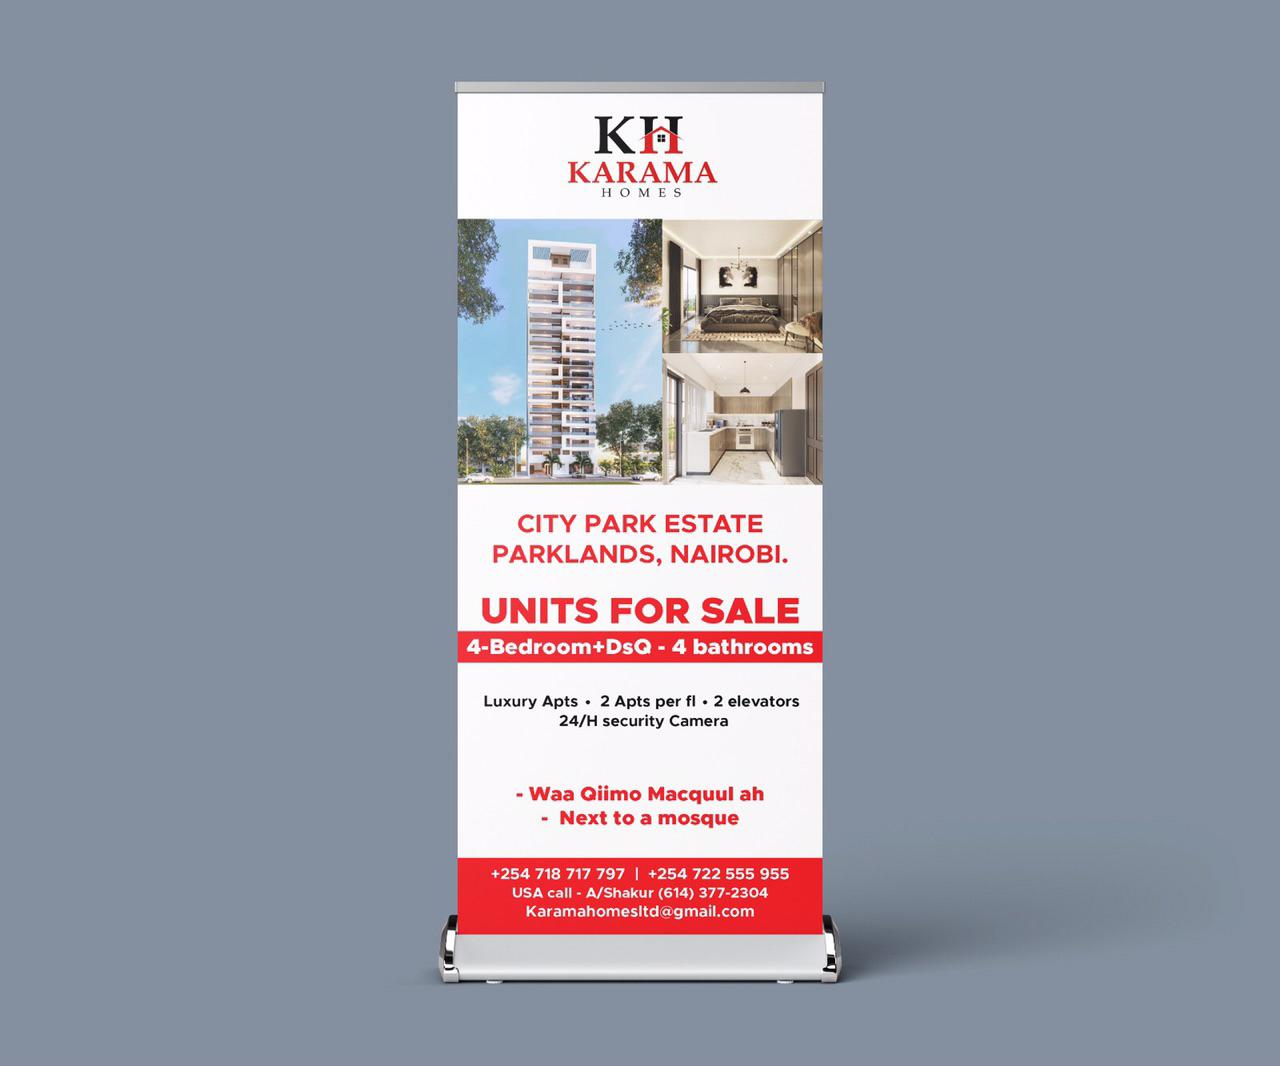 KH
KARAMA
HOMES
CITY PARK ESTATE
PARKLANDS, NAIROBI.
UNITS FOR SALE
4-Bedroom+DsQ - 4 bathrooms
Luxury Apts • 2 Apts per fl • 2 elevators
24/H security Camera
- Waa Qiimo Macquul ah
- Next to a mosque
+254 718 717 797 | +254 722 555 955
USA call - A/Shakur (614) 377-2304
Karamahomesltd@gmail.com